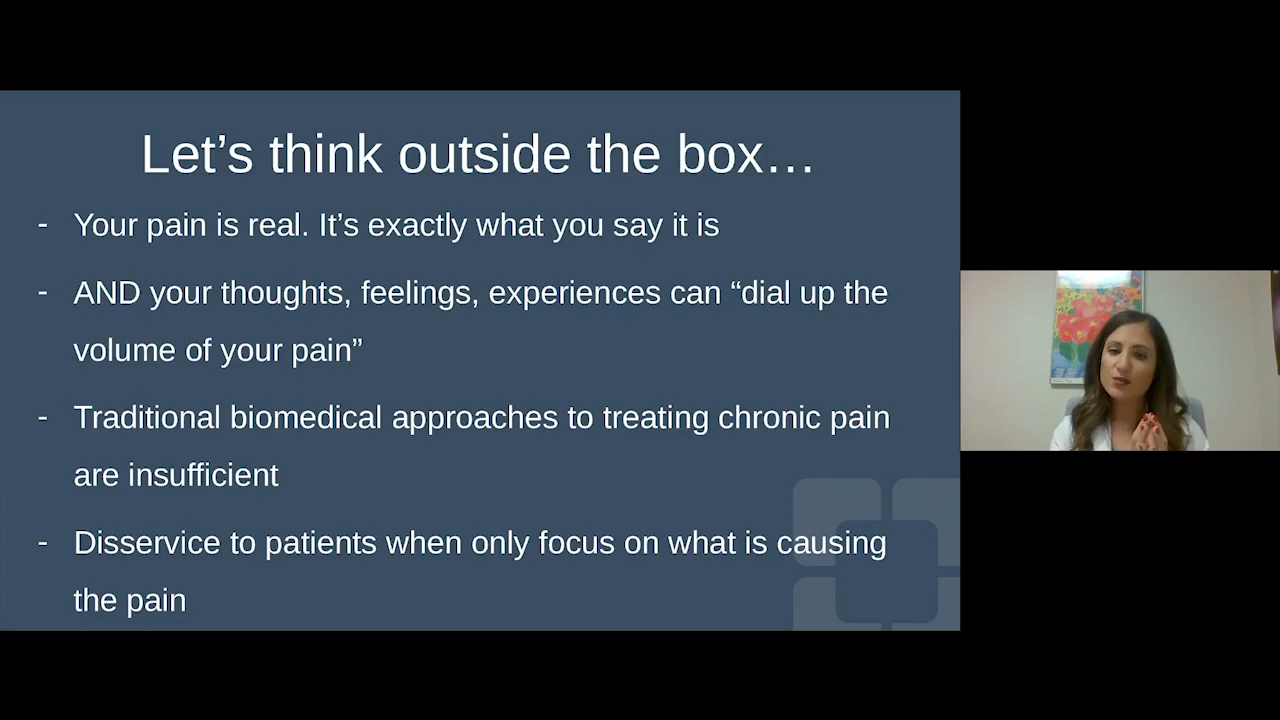 Let’s think outside the box…
- Your pain is real. It’s exactly what you say it is
- AND your thoughts, feelings, experiences can “dial up the
volume of your pain”
- Traditional biomedical approaches to treating chronic pain
are insufficient
- Disservice to patients when only focus on what is causing
the pain